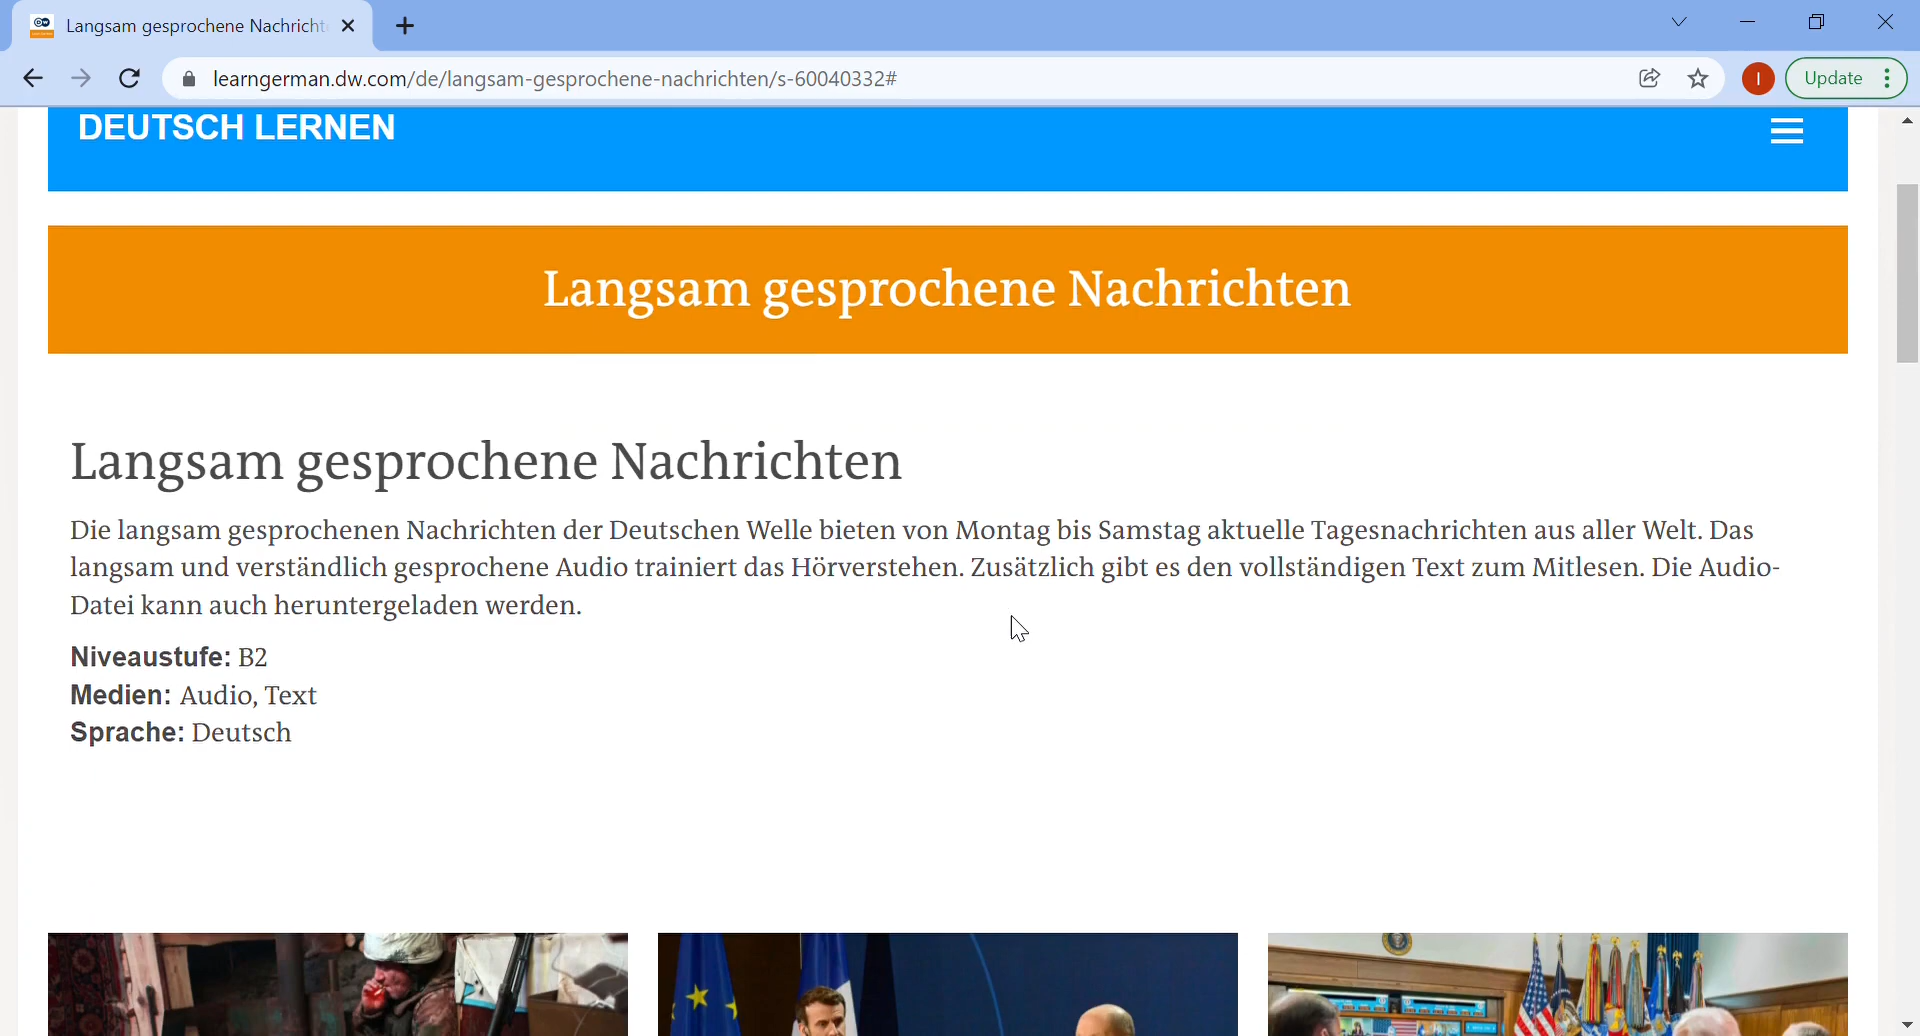 Langsam gesprochene Nachricht
learngerman.dw.com/de/langsam-gesprochene-nachrichten/s-60040332#
I
Update
DEUTSCH LERNEN
Langsam gesprochene Nachrichten
Langsam gesprochene Nachrichten
Die langsam gesprochenen Nachrichten der Deutschen Welle bieten von Montag bis Samstag aktuelle Tagesnachrichten aus aller Welt. Das
langsam und verständlich gesprochene Audio trainiert das Hörverstehen. Zusätzlich gibt es den vollständigen Text zum Mitlesen. Die Audio-
Datei kann auch heruntergeladen werden.
Niveaustufe: B2
Medien: Audio, Text
Sprache: Deutsch